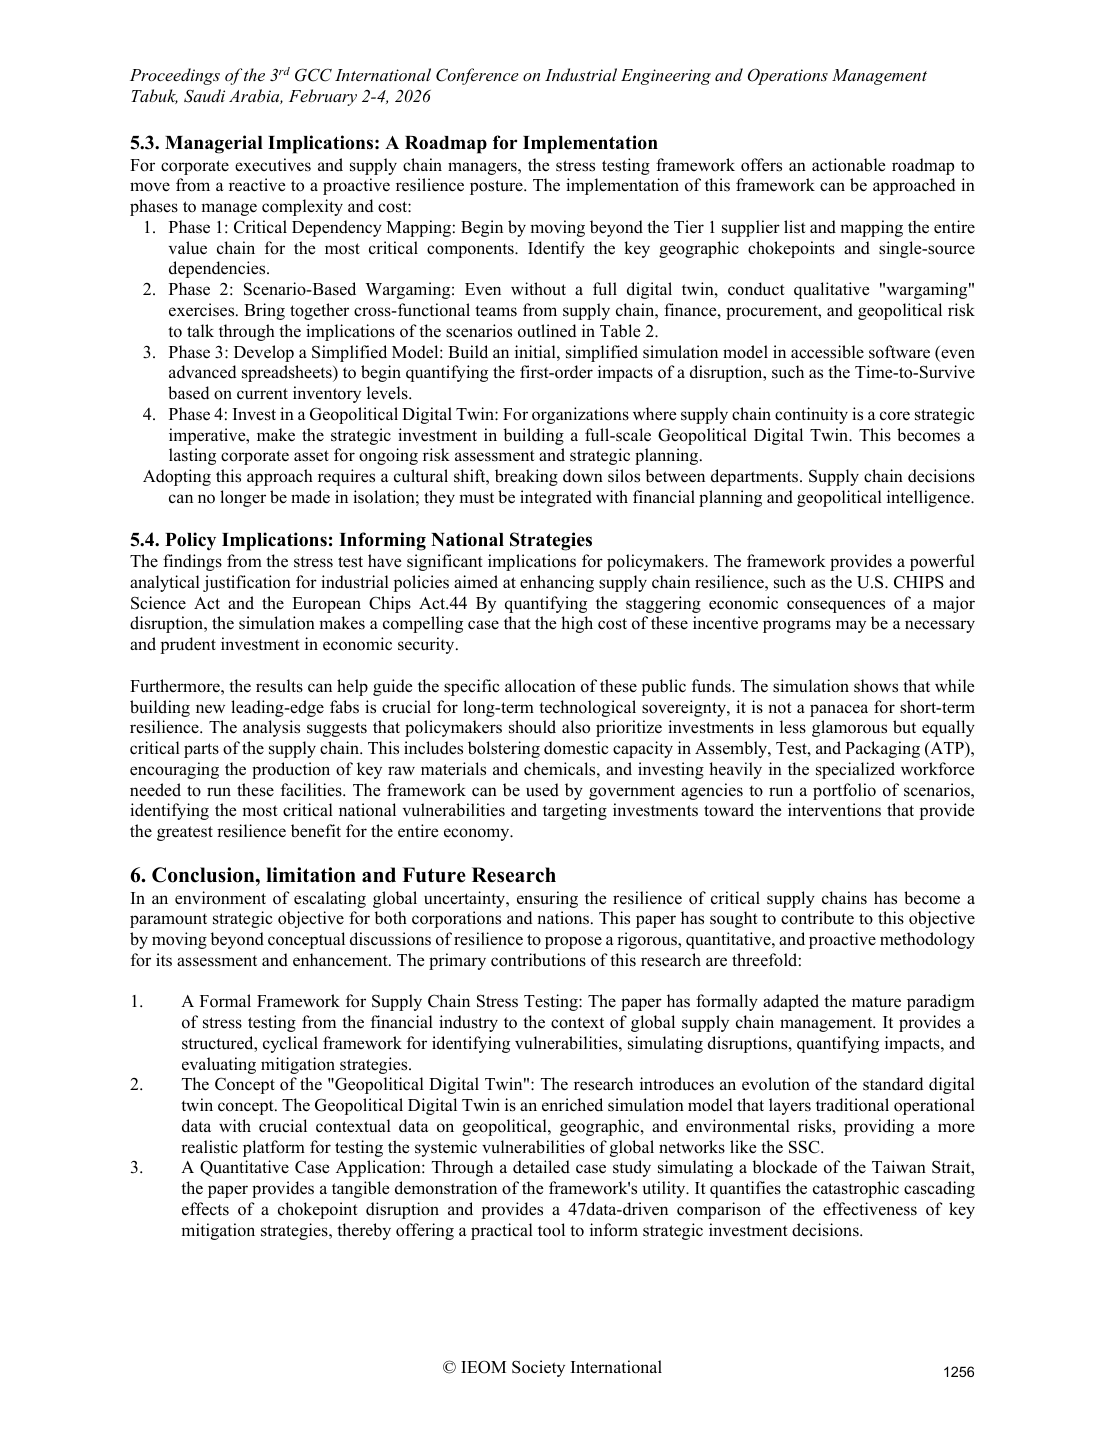 Proceedings of the 3rd GCC International Conference on Industrial Engineering and Operations Management
Tabuk, Saudi Arabia, February 2-4, 2026
5.3. Managerial Implications: A Roadmap for Implementation
For corporate executives and supply chain managers, the stress testing framework offers an actionable roadmap to
move from a reactive to a proactive resilience posture. The implementation of this framework can be approached in
phases to manage complexity and cost:
1. Phase 1: Critical Dependency Mapping: Begin by moving beyond the Tier 1 supplier list and mapping the entire
value chain for the most critical components. Identify the key geographic chokepoints and single-source
dependencies.
2. Phase 2: Scenario-Based Wargaming: Even without a full digital twin, conduct qualitative "wargaming"
exercises. Bring together cross-functional teams from supply chain, finance, procurement, and geopolitical risk
to talk through the implications of the scenarios outlined in Table 2.
3. Phase 3: Develop a Simplified Model: Build an initial, simplified simulation model in accessible software (even
advanced spreadsheets) to begin quantifying the first-order impacts of a disruption, such as the Time-to-Survive
based on current inventory levels.
4. Phase 4: Invest in a Geopolitical Digital Twin: For organizations where supply chain continuity is a core strategic
imperative, make the strategic investment in building a full-scale Geopolitical Digital Twin. This becomes a
lasting corporate asset for ongoing risk assessment and strategic planning.
Adopting this approach requires a cultural shift, breaking down silos between departments. Supply chain decisions
can no longer be made in isolation; they must be integrated with financial planning and geopolitical intelligence.
5.4. Policy Implications: Informing National Strategies
The findings from the stress test have significant implications for policymakers. The framework provides a powerful
analytical justification for industrial policies aimed at enhancing supply chain resilience, such as the U.S. CHIPS and
Science Act and the European Chips Act.44 By quantifying the staggering economic consequences of a major
disruption, the simulation makes a compelling case that the high cost of these incentive programs may be a necessary
and prudent investment in economic security.
Furthermore, the results can help guide the specific allocation of these public funds. The simulation shows that while
building new leading-edge fabs is crucial for long-term technological sovereignty, it is not a panacea for short-term
resilience. The analysis suggests that policymakers should also prioritize investments in less glamorous but equally
critical parts of the supply chain. This includes bolstering domestic capacity in Assembly, Test, and Packaging (ATP),
encouraging the production of key raw materials and chemicals, and investing heavily in the specialized workforce
needed to run these facilities. The framework can be used by government agencies to run a portfolio of scenarios,
identifying the most critical national vulnerabilities and targeting investments toward the interventions that provide
the greatest resilience benefit for the entire economy.
6. Conclusion, limitation and Future Research
In an environment of escalating global uncertainty, ensuring the resilience of critical supply chains has become a
paramount strategic objective for both corporations and nations. This paper has sought to contribute to this objective
by moving beyond conceptual discussions of resilience to propose a rigorous, quantitative, and proactive methodology
for its assessment and enhancement. The primary contributions of this research are threefold:
1. A Formal Framework for Supply Chain Stress Testing: The paper has formally adapted the mature paradigm
of stress testing from the financial industry to the context of global supply chain management. It provides a
structured, cyclical framework for identifying vulnerabilities, simulating disruptions, quantifying impacts, and
evaluating mitigation strategies.
2. The Concept of the "Geopolitical Digital Twin": The research introduces an evolution of the standard digital
twin concept. The Geopolitical Digital Twin is an enriched simulation model that layers traditional operational
data with crucial contextual data on geopolitical, geographic, and environmental risks, providing a more
realistic platform for testing the systemic vulnerabilities of global networks like the SSC.
3. A Quantitative Case Application: Through a detailed case study simulating a blockade of the Taiwan Strait,
the paper provides a tangible demonstration of the framework's utility. It quantifies the catastrophic cascading
effects of a chokepoint disruption and provides a 47data-driven comparison of the effectiveness of key
mitigation strategies, thereby offering a practical tool to inform strategic investment decisions.
© IEOM Society International
1256